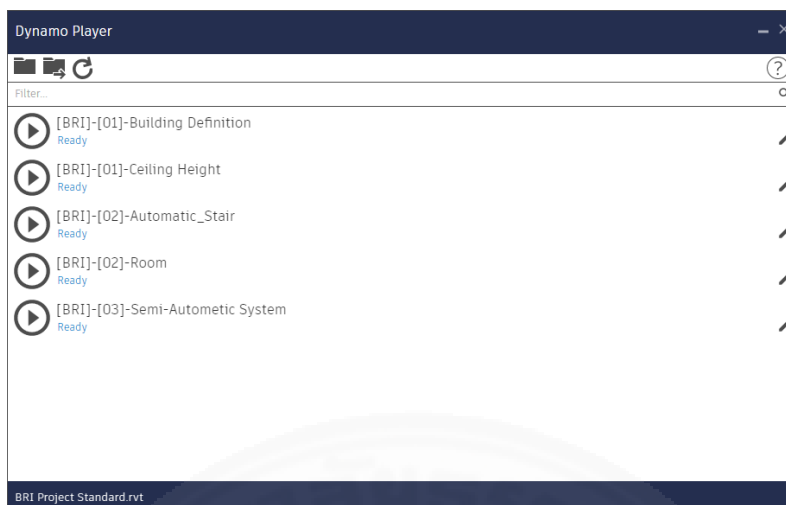 Dynamo Player
Filter...
[BRI]-[01]-Building Definition
Ready
[BRI]-[01]-Ceiling Height
Ready
[BRI]-[02]-Automatic_Stair
Ready
[BRI]-[02]-Room
Ready
[BRI]-[03]-Semi-Autometic System
Ready
BRI Project Standard.rvt